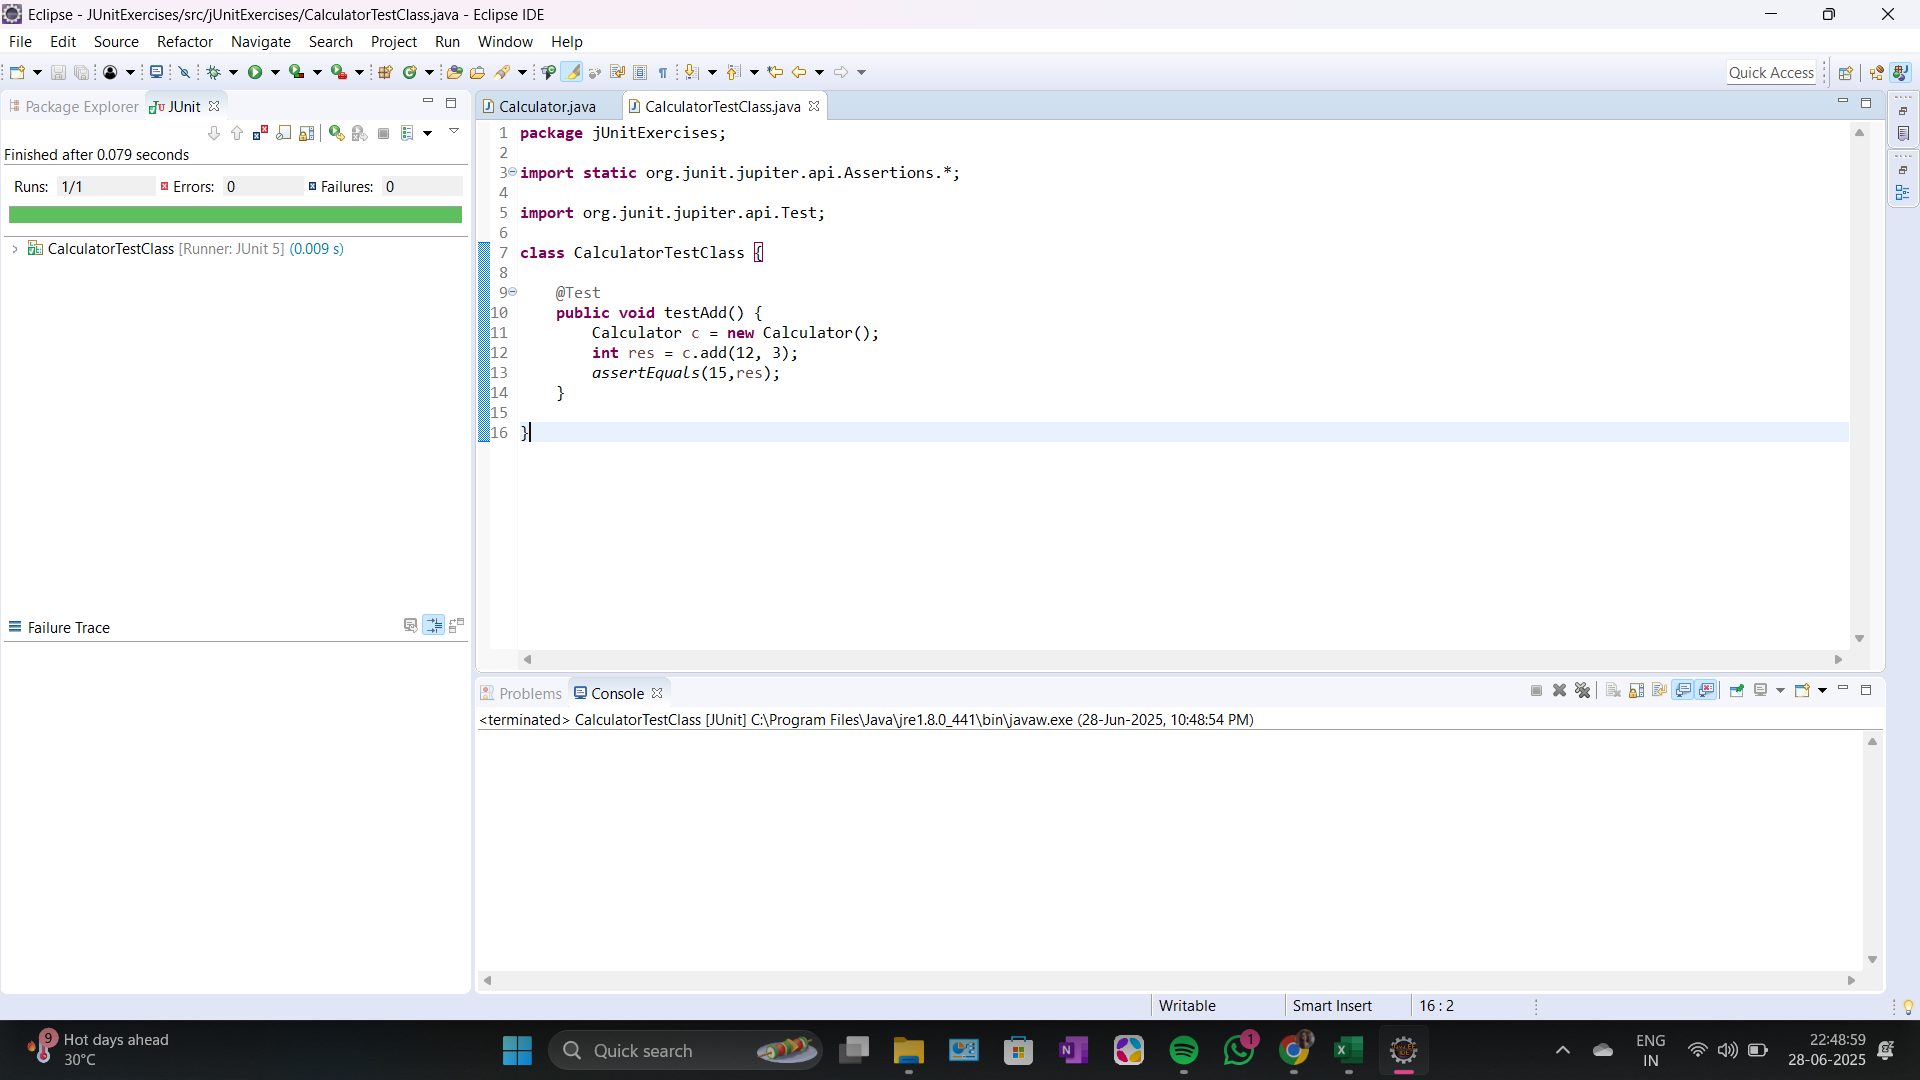 Eclipse - JUnitExercises/src/jUnitExercises/CalculatorTestClass.java - Eclipse IDE
File Edit Source Refactor Navigate Search Project Run Window Help
Quick Access
Package Explorer JUnit
Finished after 0.079 seconds
Runs: 1/1 Errors: 0 Failures: 0
CalculatorTestClass [Runner: JUnit 5] (0.009 s)
Failure Trace
Calculator.java CalculatorTestClass.java
1 package jUnitExercises;
2
3 import static org.junit.jupiter.api.Assertions.*;
4
5 import org.junit.jupiter.api.Test;
6
7 class CalculatorTestClass {
8
9 @Test
10 public void testAdd() {
11 Calculator c = new Calculator();
12 int res = c.add(12, 3);
13 assertEquals(15,res);
14 }
15
16 }
Problems Console
<terminated> CalculatorTestClass [JUnit] C:\Program Files\Java\jre1.8.0_441\bin\javaw.exe (28-Jun-2025, 10:48:54 PM)
Writable Smart Insert 16 : 2
9
Hot days ahead
30°C
Quick search
1
ENG
IN
22:48:59
28-06-2025